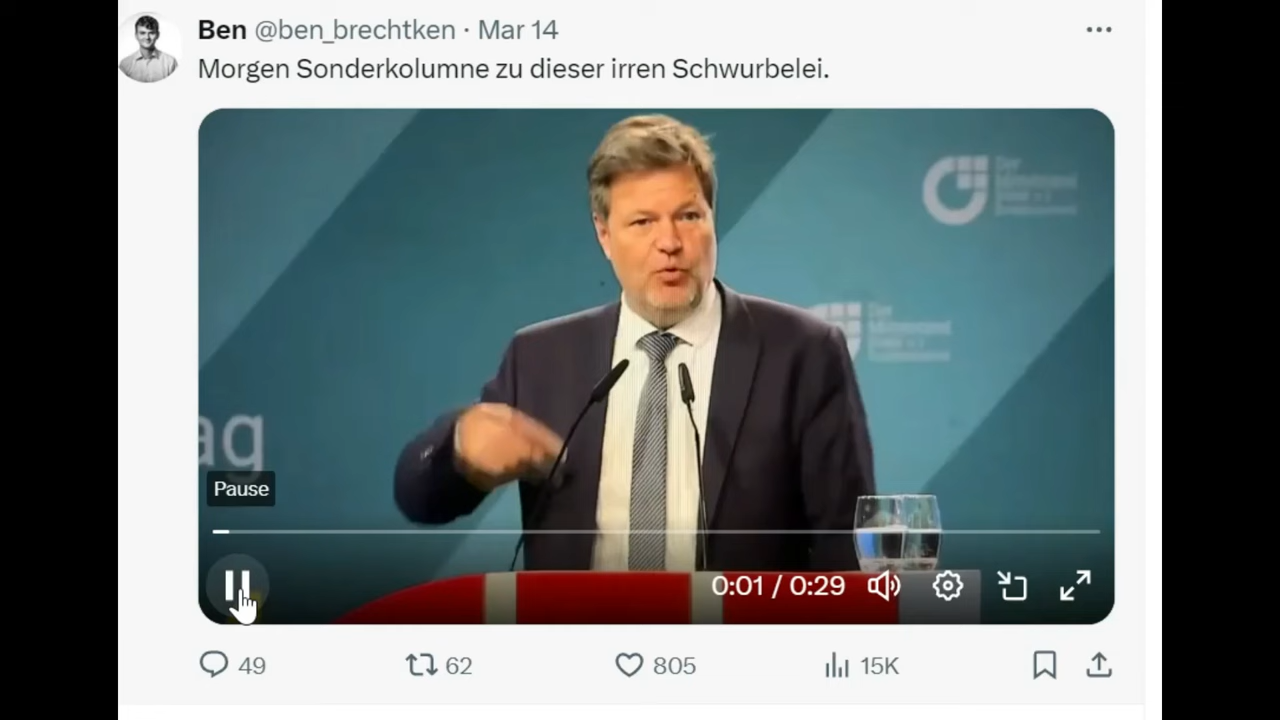 Ben @ben_brechtken · Mar 14
Morgen Sonderkolumne zu dieser irren Schwurbelei.
ag
Pause
0:01 / 0:29
49
62
805
15K